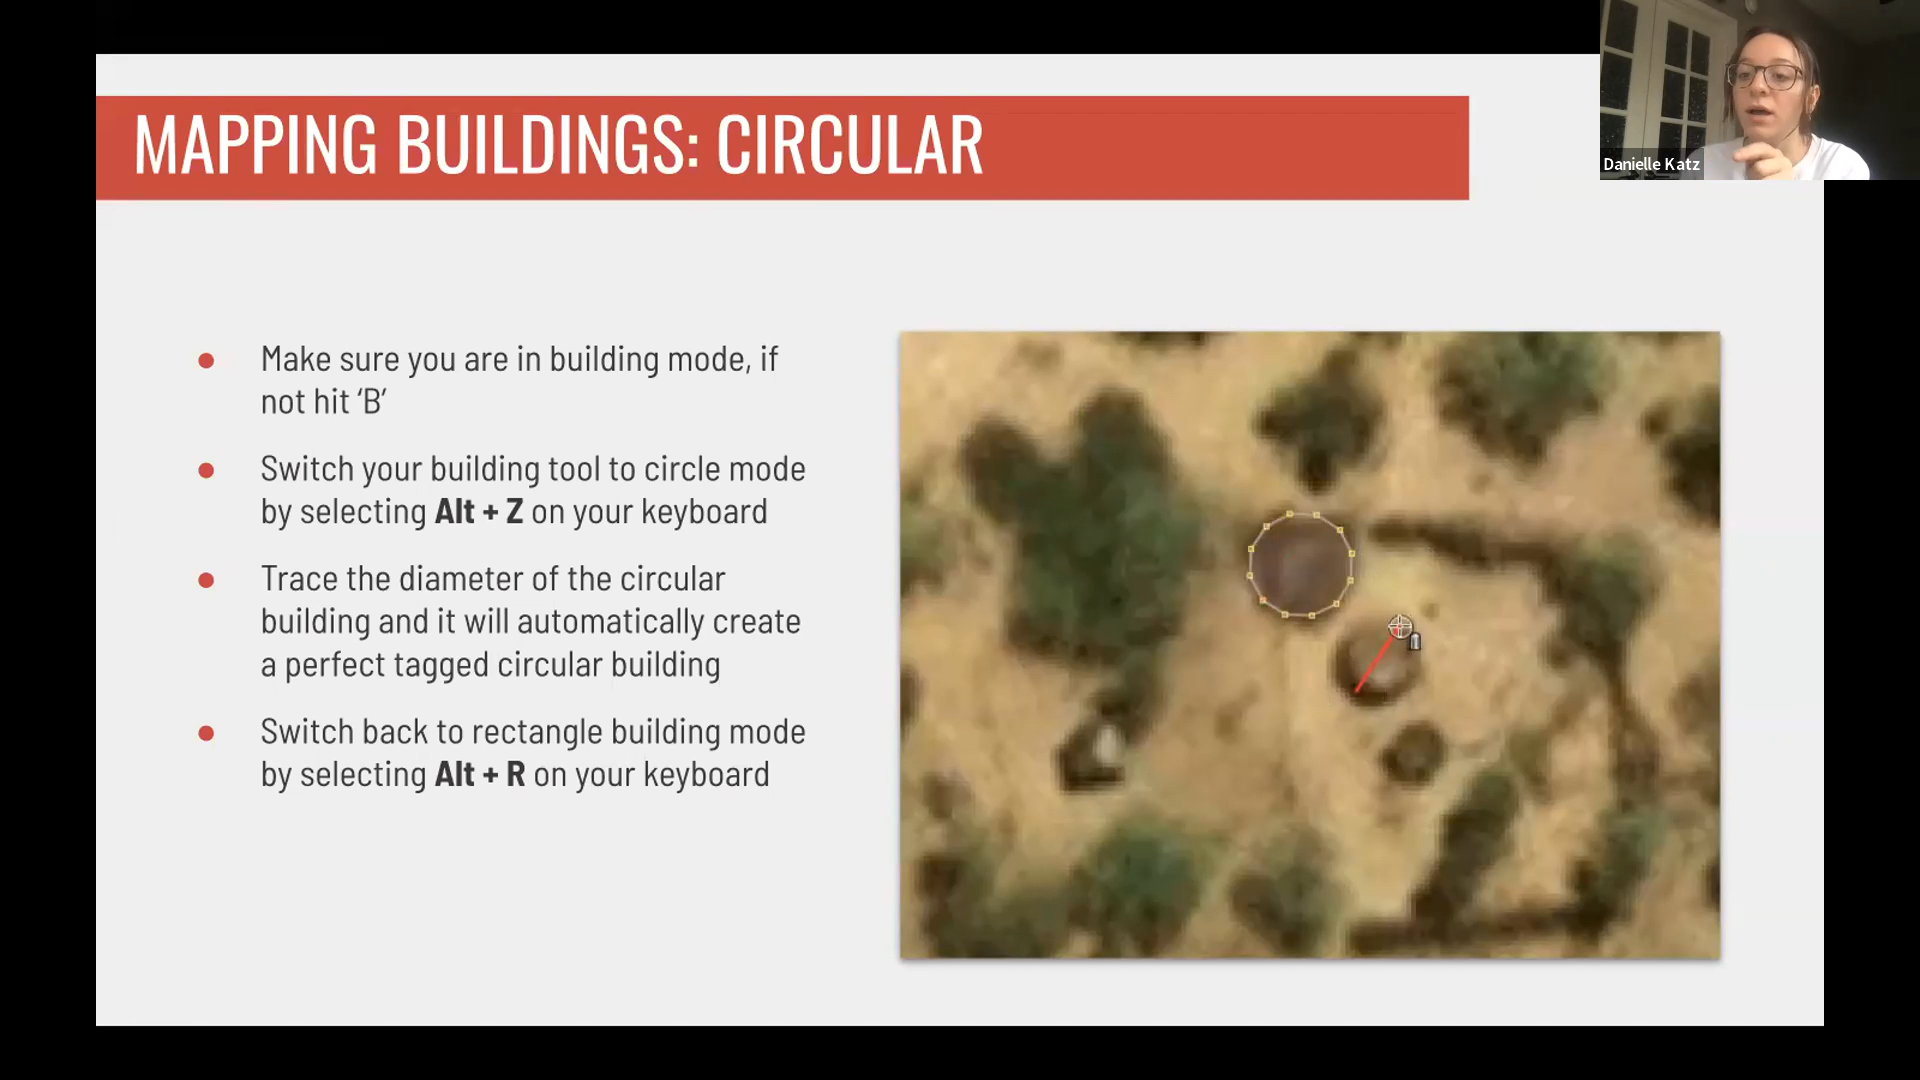 MAPPING BUILDINGS: CIRCULAR
Danielle Katz
Make sure you are in building mode, if
not hit ‘B’
Switch your building tool to circle mode
by selecting Alt + Z on your keyboard
Trace the diameter of the circular
building and it will automatically create
a perfect tagged circular building
Switch back to rectangle building mode
by selecting Alt + R on your keyboard